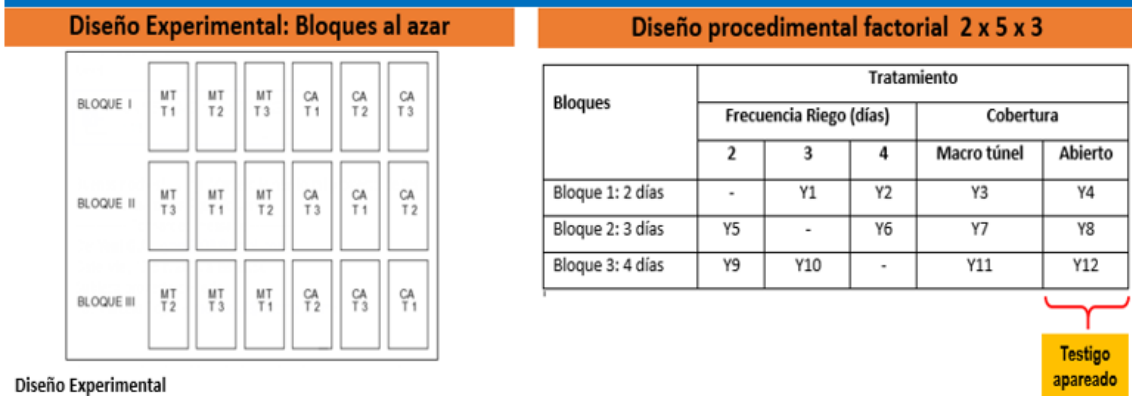 Diseño Experimental: Bloques al azar
BLOQUE I
MT T1
MT T2
MT T3
CA T1
CA T2
CA T3
BLOQUE II
MT T3
MT T1
MT T2
CA T3
CA T1
CA T2
BLOQUE III
MT T2
MT T3
MT T1
CA T2
CA T3
CA T1
Diseño Experimental
Diseño procedimental factorial 2 x 5 x 3
Bloques
Tratamiento
Frecuencia Riego (días) Cobertura
2 3 4 Macro túnel Abierto
Bloque 1: 2 días - Y1 Y2 Y3 Y4
Bloque 2: 3 días Y5 - Y6 Y7 Y8
Bloque 3: 4 días Y9 Y10 - Y11 Y12
Testigo
apareado